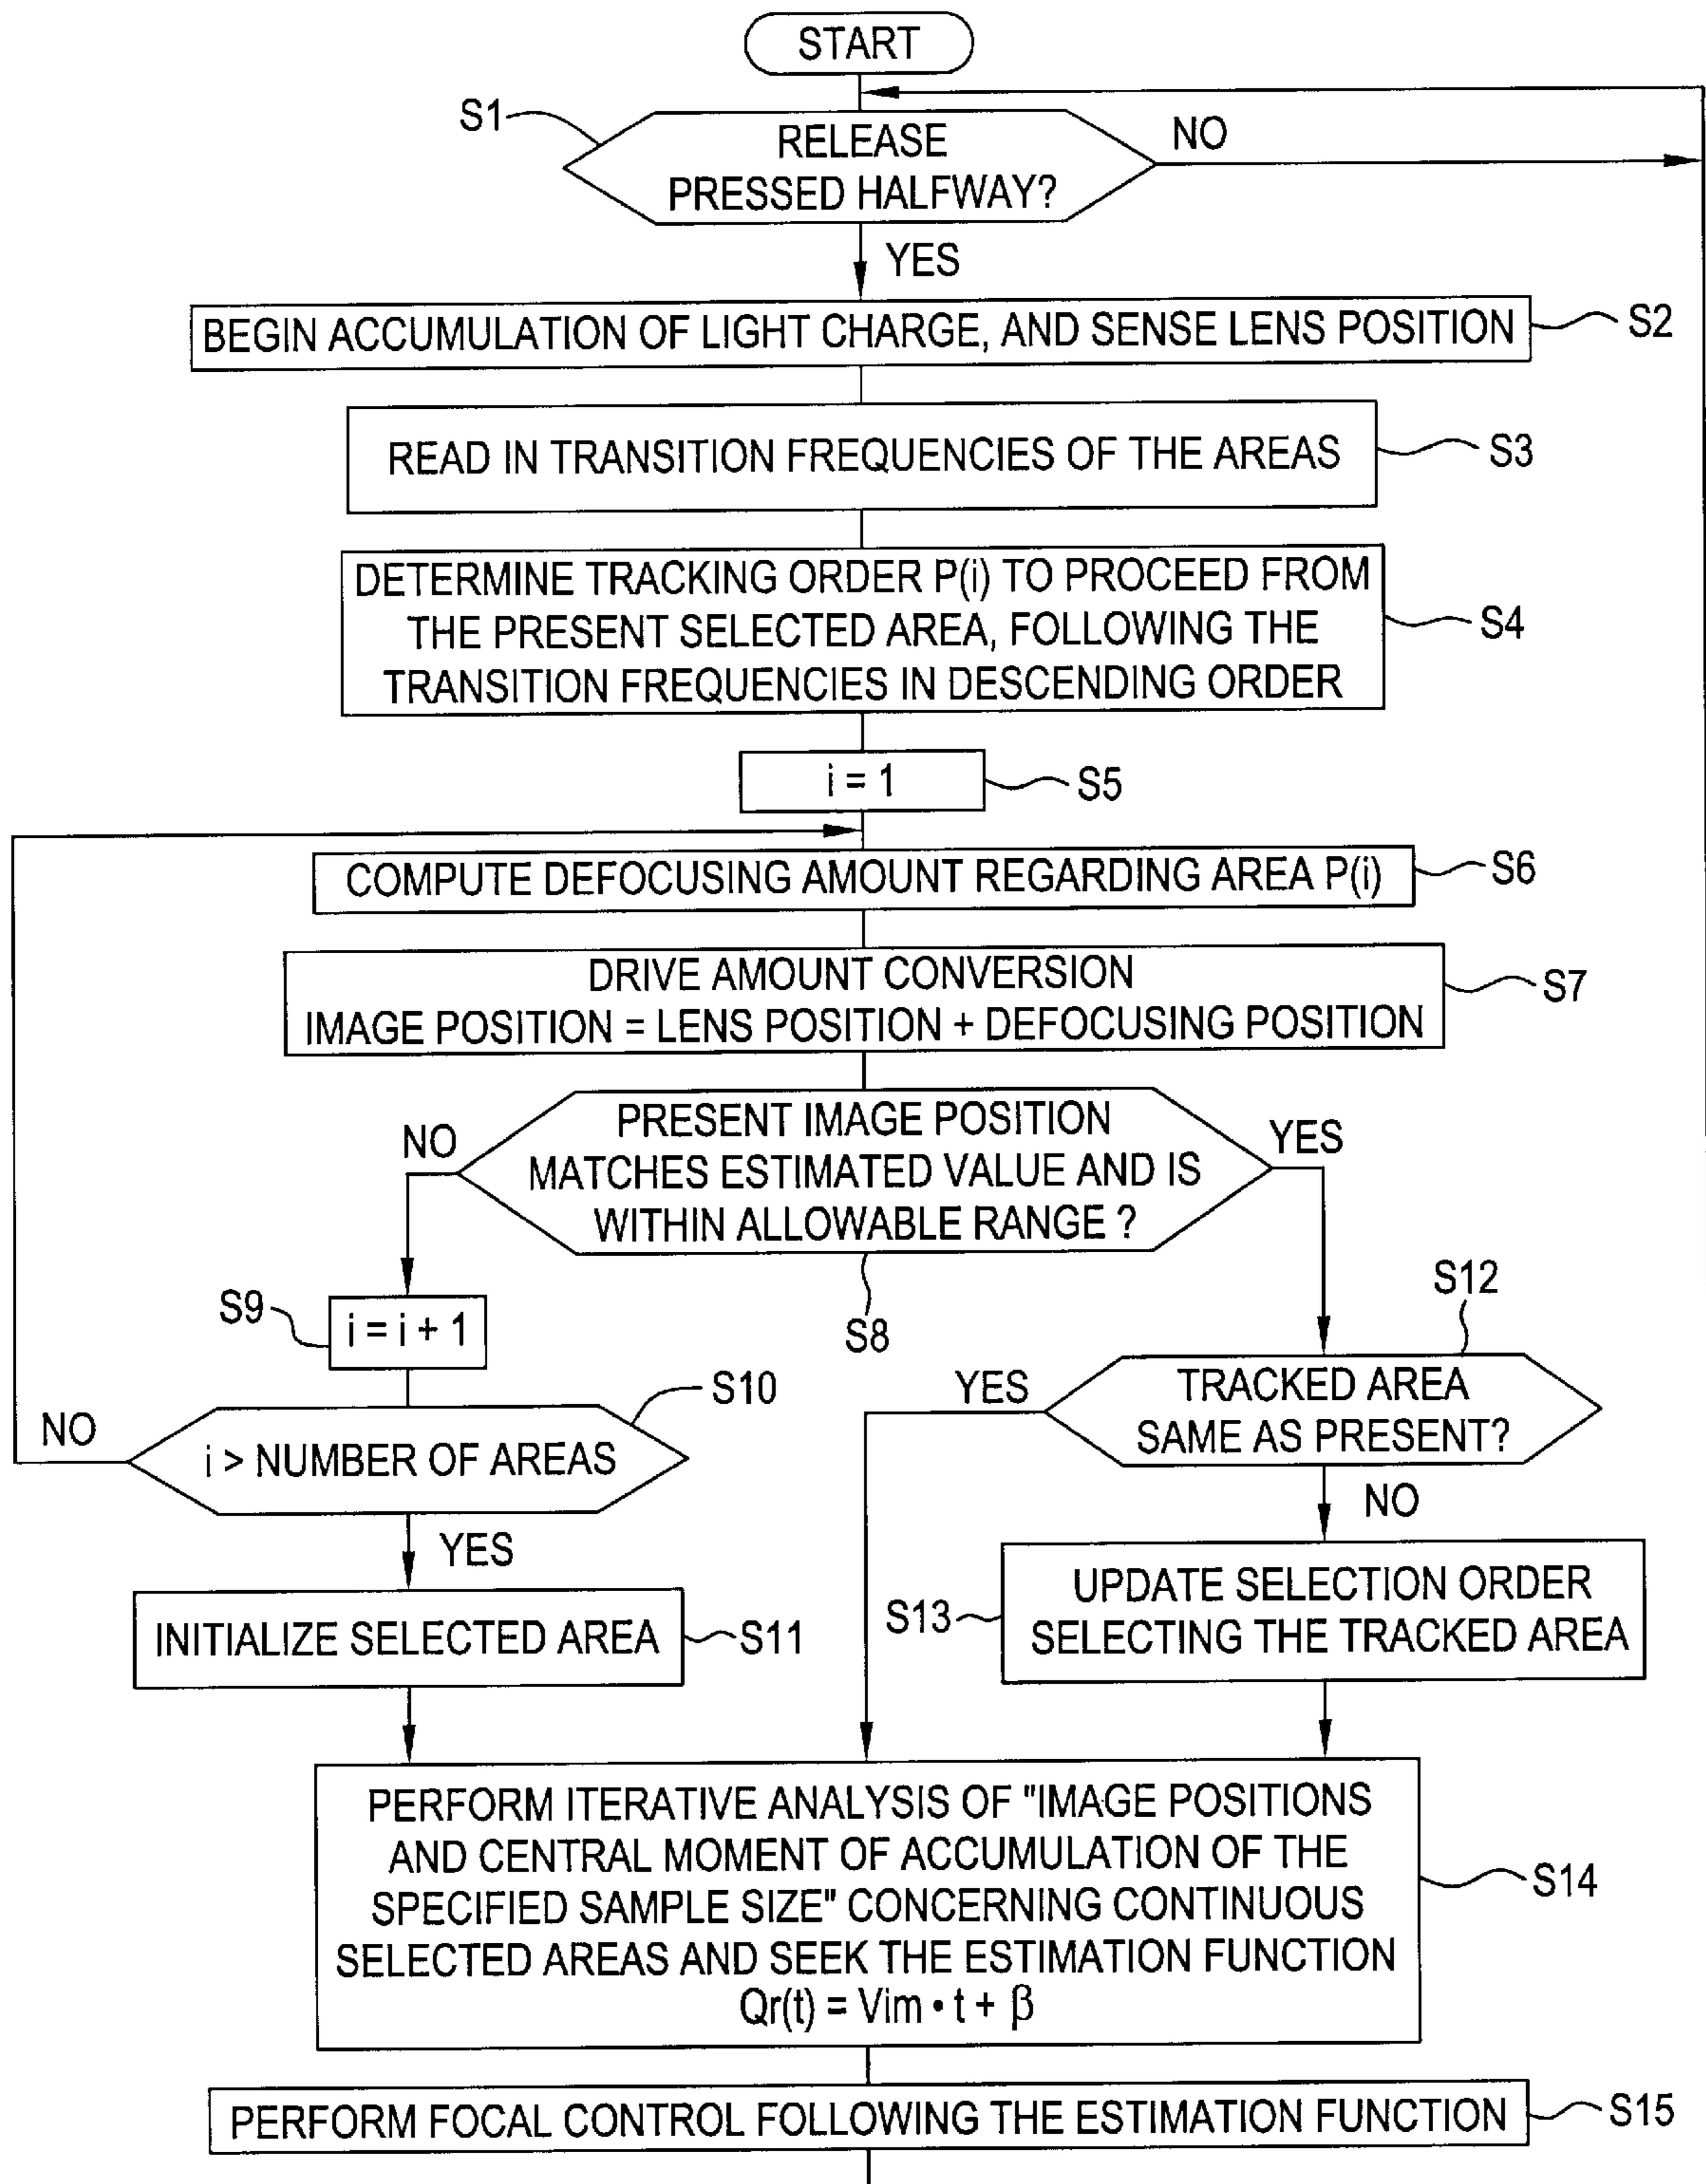 START
S1
RELEASE
PRESSED HALFWAY?
NO
YES
BEGIN ACCUMULATION OF LIGHT CHARGE, AND SENSE LENS POSITION
S2
READ IN TRANSITION FREQUENCIES OF THE AREAS
S3
DETERMINE TRACKING ORDER P(i) TO PROCEED FROM
THE PRESENT SELECTED AREA, FOLLOWING THE
TRANSITION FREQUENCIES IN DESCENDING ORDER
S4
i = 1
S5
COMPUTE DEFOCUSING AMOUNT REGARDING AREA P(i)
S6
DRIVE AMOUNT CONVERSION
IMAGE POSITION = LENS POSITION + DEFOCUSING POSITION
S7
NO
PRESENT IMAGE POSITION
MATCHES ESTIMATED VALUE AND IS
WITHIN ALLOWABLE RANGE ?
YES
S8
S9
i = i + 1
S12
YES
TRACKED AREA
SAME AS PRESENT?
S10
NO
i > NUMBER OF AREAS
NO
YES
UPDATE SELECTION ORDER
SELECTING THE TRACKED AREA
S13
INITIALIZE SELECTED AREA
S11
PERFORM ITERATIVE ANALYSIS OF "IMAGE POSITIONS
AND CENTRAL MOMENT OF ACCUMULATION OF THE
SPECIFIED SAMPLE SIZE" CONCERNING CONTINUOUS
SELECTED AREAS AND SEEK THE ESTIMATION FUNCTION
Qr(t) = Vim • t + β
S14
PERFORM FOCAL CONTROL FOLLOWING THE ESTIMATION FUNCTION
S15